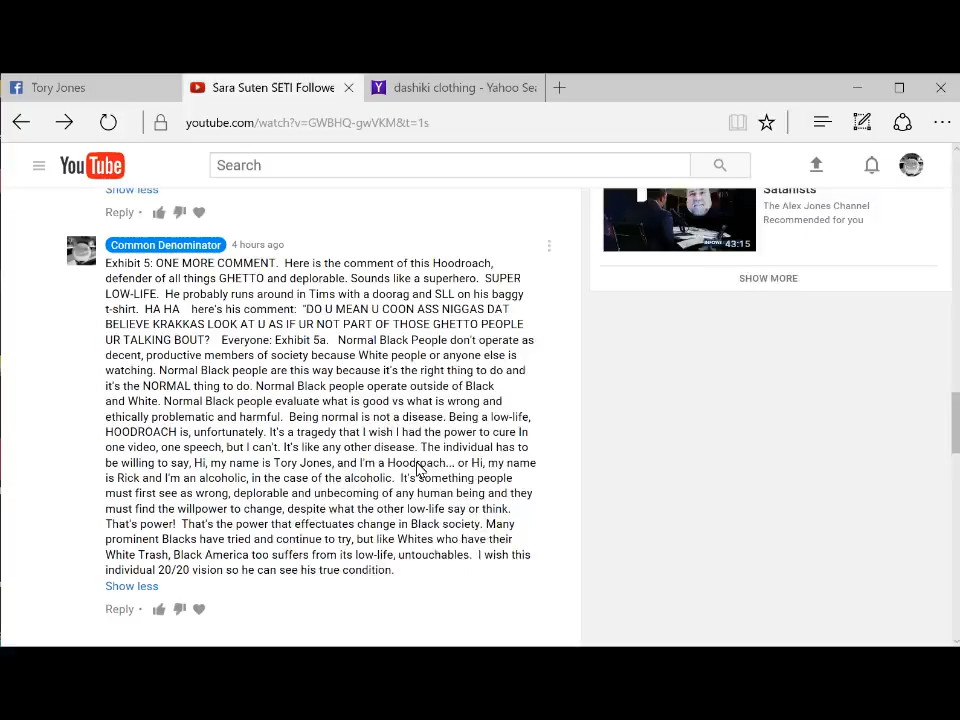 Tory Jones
Sara Suten SETI Followe
dashiki clothing - Yahoo Sea
youtube.com/watch?v=GWBHQ-gwVKM&t=1s
YouTube
Search
Show less
Reply
Satanists
The Alex Jones Channel
Recommended for you
43:15
SHOW MORE
Common Denominator 4 hours ago
Exhibit 5: ONE MORE COMMENT. Here is the comment of this Hoodroach,
defender of all things GHETTO and deplorable. Sounds like a superhero. SUPER
LOW-LIFE. He probably runs around in Tims with a doorag and SLL on his baggy
t-shirt. HA HA here's his comment: "DO U MEAN U COON ASS NIGGAS DAT
BELIEVE KRAKKAS LOOK AT U AS IF UR NOT PART OF THOSE GHETTO PEOPLE
UR TALKING BOUT? Everyone: Exhibit 5a. Normal Black People don't operate as
decent, productive members of society because White people or anyone else is
watching. Normal Black people are this way because it's the right thing to do and
it's the NORMAL thing to do. Normal Black people operate outside of Black
and White. Normal Black people evaluate what is good vs what is wrong and
ethically problematic and harmful. Being normal is not a disease. Being a low-life,
HOODROACH is, unfortunately. It's a tragedy that I wish I had the power to cure In
one video, one speech, but I can't. It's like any other disease. The individual has to
be willing to say, Hi, my name is Tory Jones, and I'm a Hoodroach... or Hi, my name
is Rick and I'm an alcoholic, in the case of the alcoholic. It's something people
must first see as wrong, deplorable and unbecoming of any human being and they
must find the willpower to change, despite what the other low-life say or think.
That's power! That's the power that effectuates change in Black society. Many
prominent Blacks have tried and continue to try, but like Whites who have their
White Trash, Black America too suffers from its low-life, untouchables. I wish this
individual 20/20 vision so he can see his true condition.
Show less
Reply